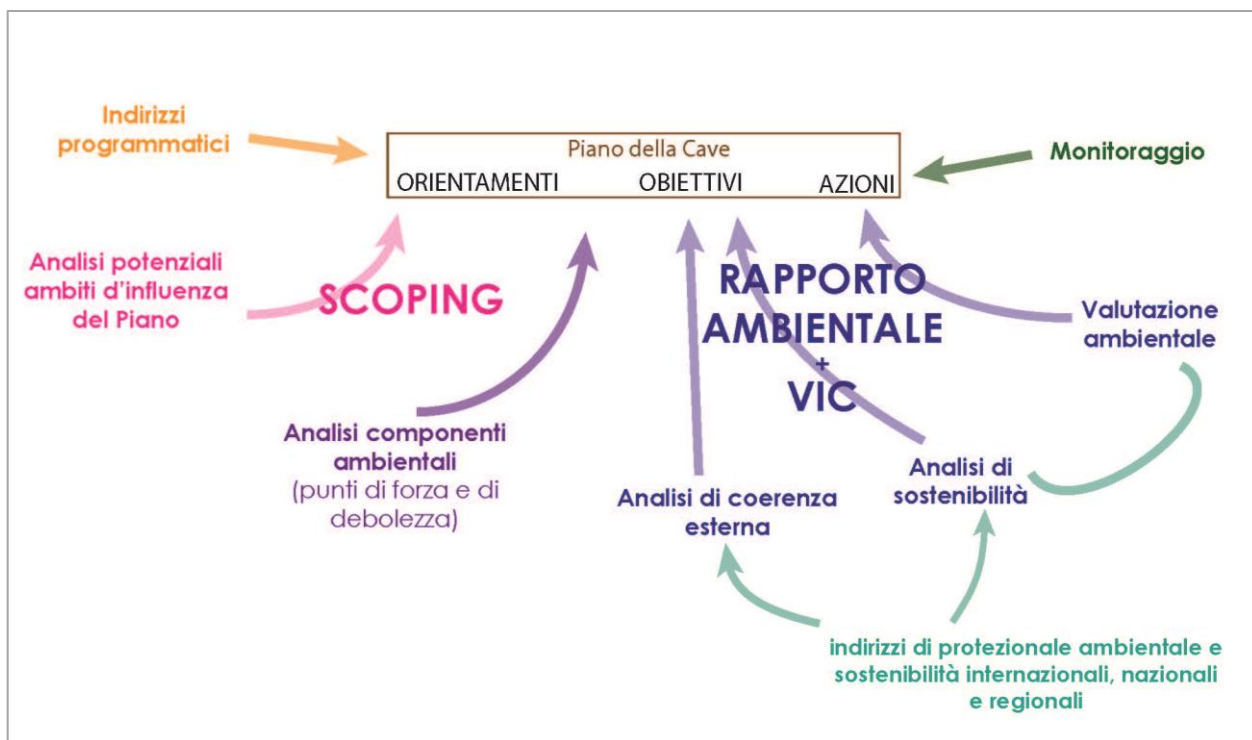 Indirizzi
programmatici
Piano della Cave
ORIENTAMENTI OBIETTIVI AZIONI
Monitoraggio
Analisi potenziali
ambiti d'influenza
del Piano
SCOPING
RAPPORTO
AMBIENTALE
+
VIC
Valutazione
ambientale
Analisi componenti
ambientali
(punti di forza e di
debolezza)
Analisi di coerenza
esterna
Analisi di
sostenibilità
indirizzi di protezionale ambientale e
sostenibilità internazionali, nazionali
e regionali